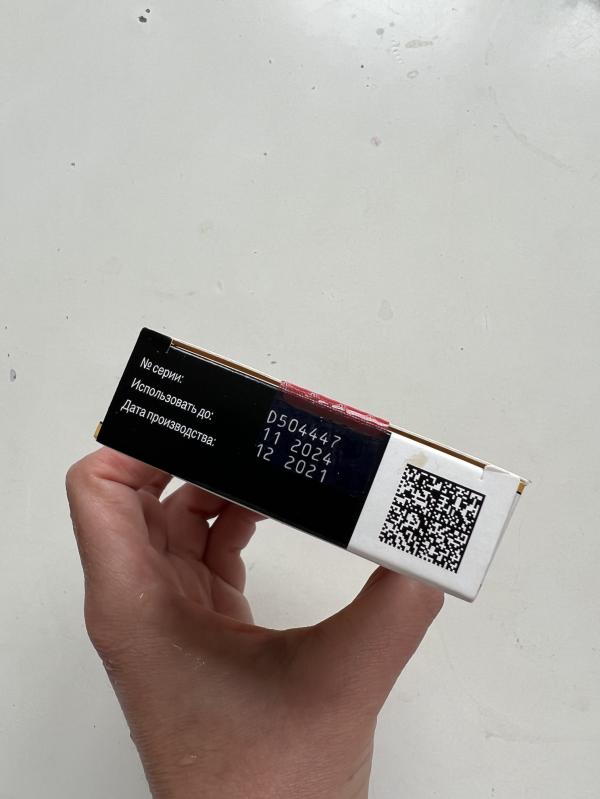 № серии: D504447
Использовать до: 11 2024
Дата производства: 12 2021